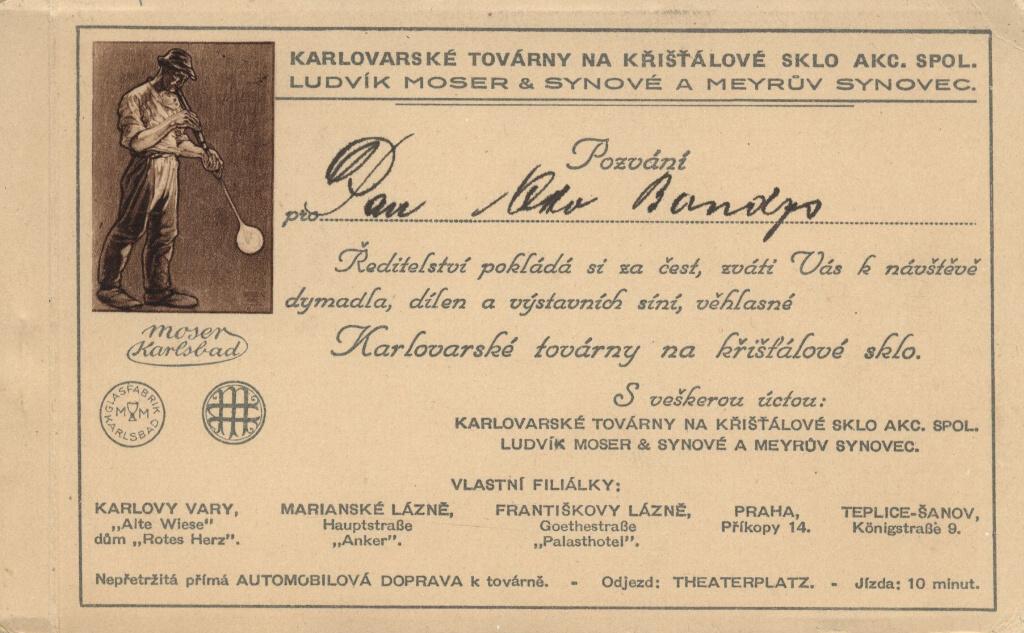 KARLOVARSKÉ TOVÁRNY NA KŘIŠŤÁLOVÉ SKLO AKC. SPOL.
LUDVÍK MOSER & SYNOVÉ A MEYRŮV SYNOVEC.
Pozvání
pro Pan Otto Bandys
Ředitelství pokládá si za čest, zváti Vás k návštěvě
dymadla, dílen a výstavních síní, věhlasné
Karlovarské továrny na křišťálové sklo.
moser
Karlsbad
GLASFABRIK
MM
KARLSBAD
S veškerou úctou:
KARLOVARSKÉ TOVÁRNY NA KŘIŠŤÁLOVÉ SKLO AKC. SPOL.
LUDVÍK MOSER & SYNOVÉ A MEYRŮV SYNOVEC.
VLASTNÍ FILIÁLKY:
KARLOVY VARY,
„Alte Wiese"
dům „Rotes Herz".
MARIANSKÉ LÁZNĚ,
Hauptstraße
„Anker".
FRANTIŠKOVY LÁZNĚ,
Goethestraße
„Palasthotel".
PRAHA,
Příkopy 14.
TEPLICE-ŠANOV,
Königstraße 9.
Nepřetržitá přímá AUTOMOBILOVÁ DOPRAVA k továrně. - Odjezd: THEATERPLATZ. - Jízda: 10 minut.